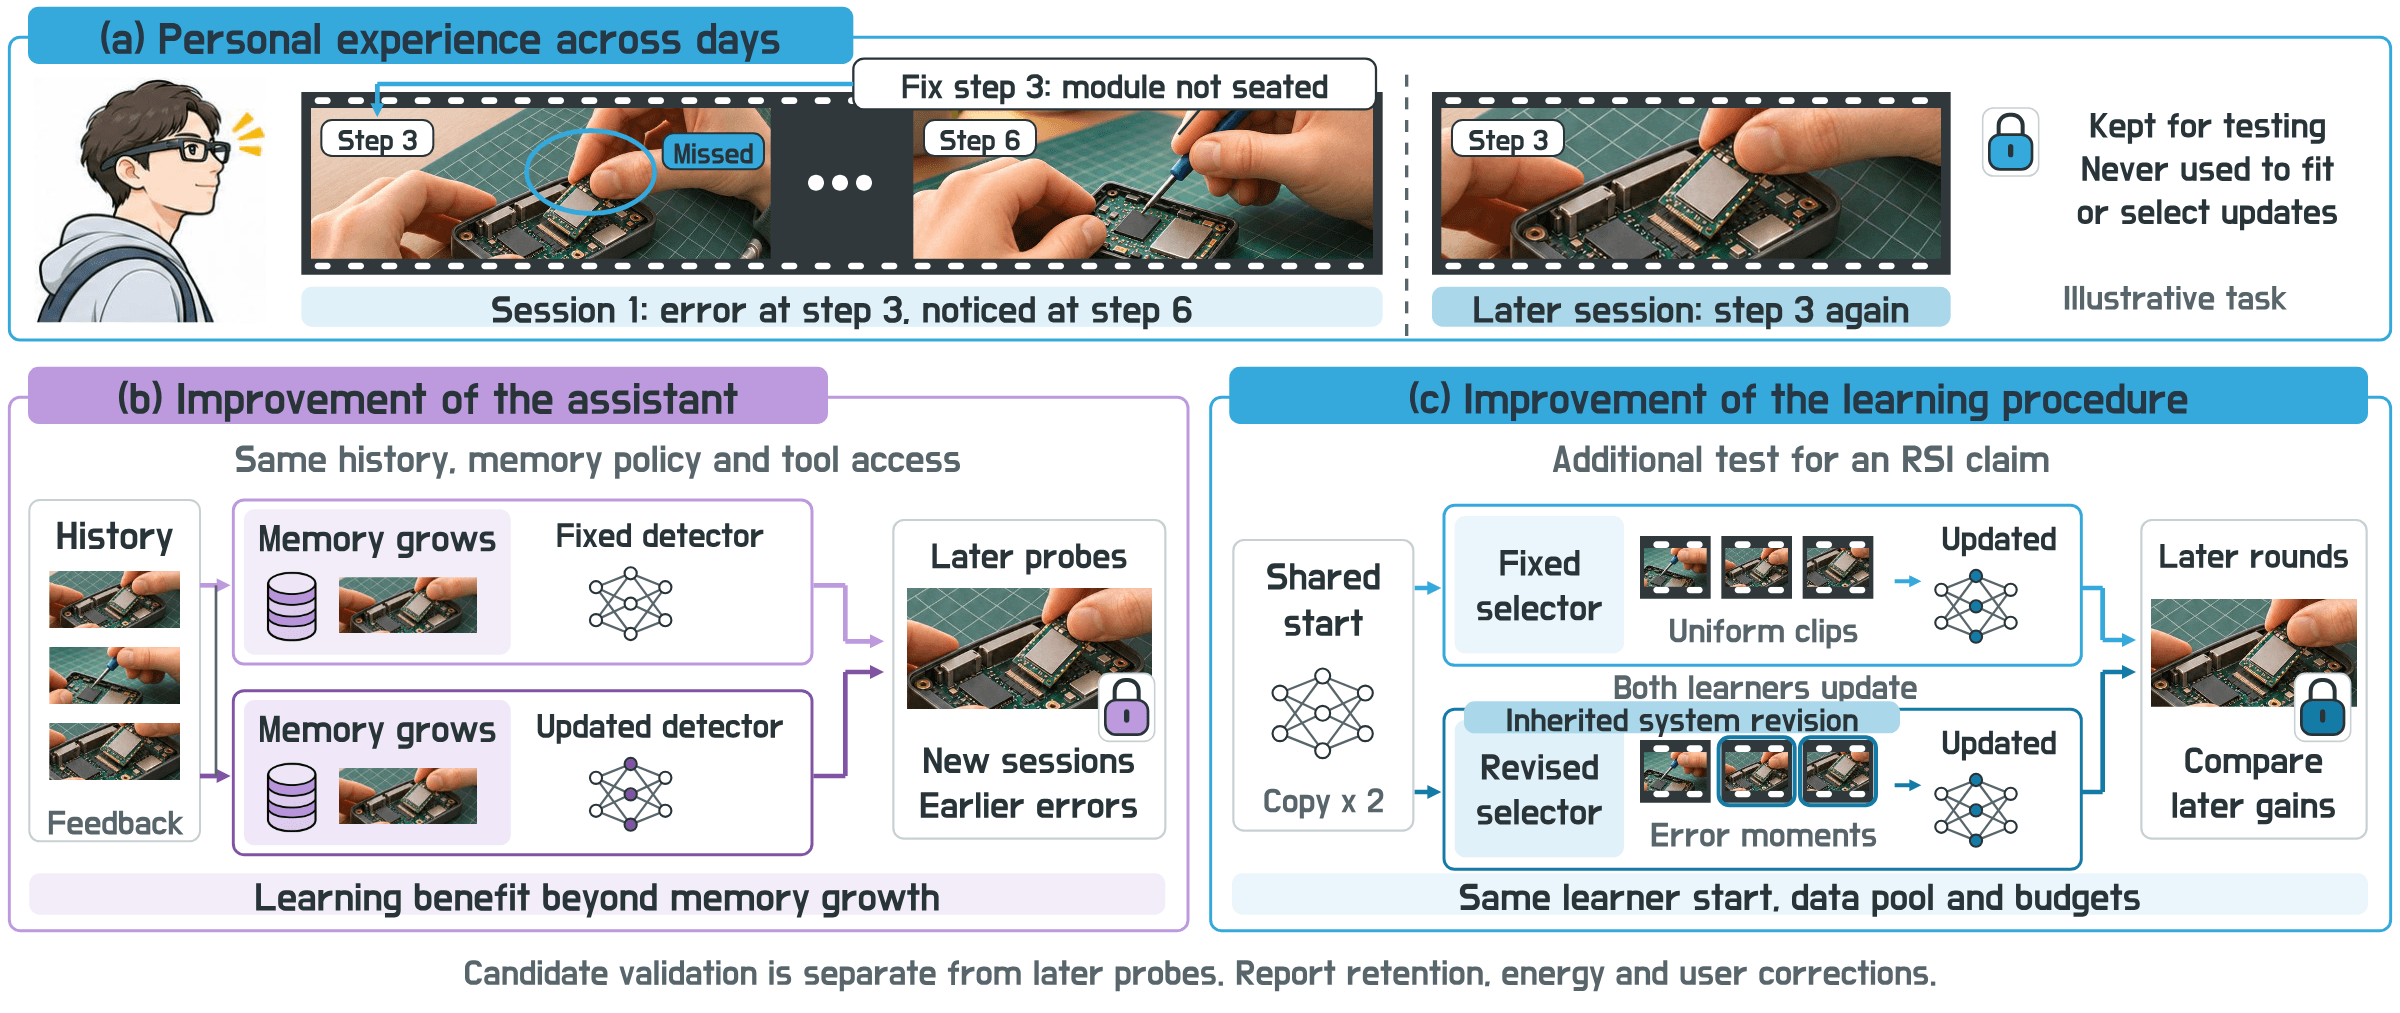 (a) Personal experience across days
Fix step 3: module not seated
Step 3
Missed
Step 6
Step 3
Kept for testing
Never used to fit
or select updates
Illustrative task
Session 1: error at step 3, noticed at step 6
Later session: step 3 again
(b) Improvement of the assistant
Same history, memory policy and tool access
History
Feedback
Memory grows
Fixed detector
Memory grows
Updated detector
Later probes
New sessions
Earlier errors
Learning benefit beyond memory growth
(c) Improvement of the learning procedure
Additional test for an RSI claim
Shared
start
Copy x 2
Fixed
selector
Uniform clips
Updated
Both learners update
Inherited system revision
Revised
selector
Error moments
Updated
Later rounds
Compare
later gains
Same learner start, data pool and budgets
Candidate validation is separate from later probes. Report retention, energy and user corrections.